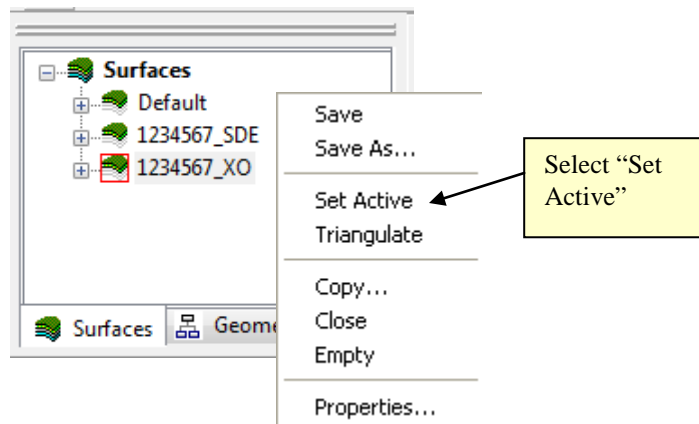 Surfaces
Default
1234567_SDE
1234567_XO
Surfaces
Geome
Save
Save As...
Set Active
Triangulate
Copy...
Close
Empty
Properties...
Select “Set
Active”